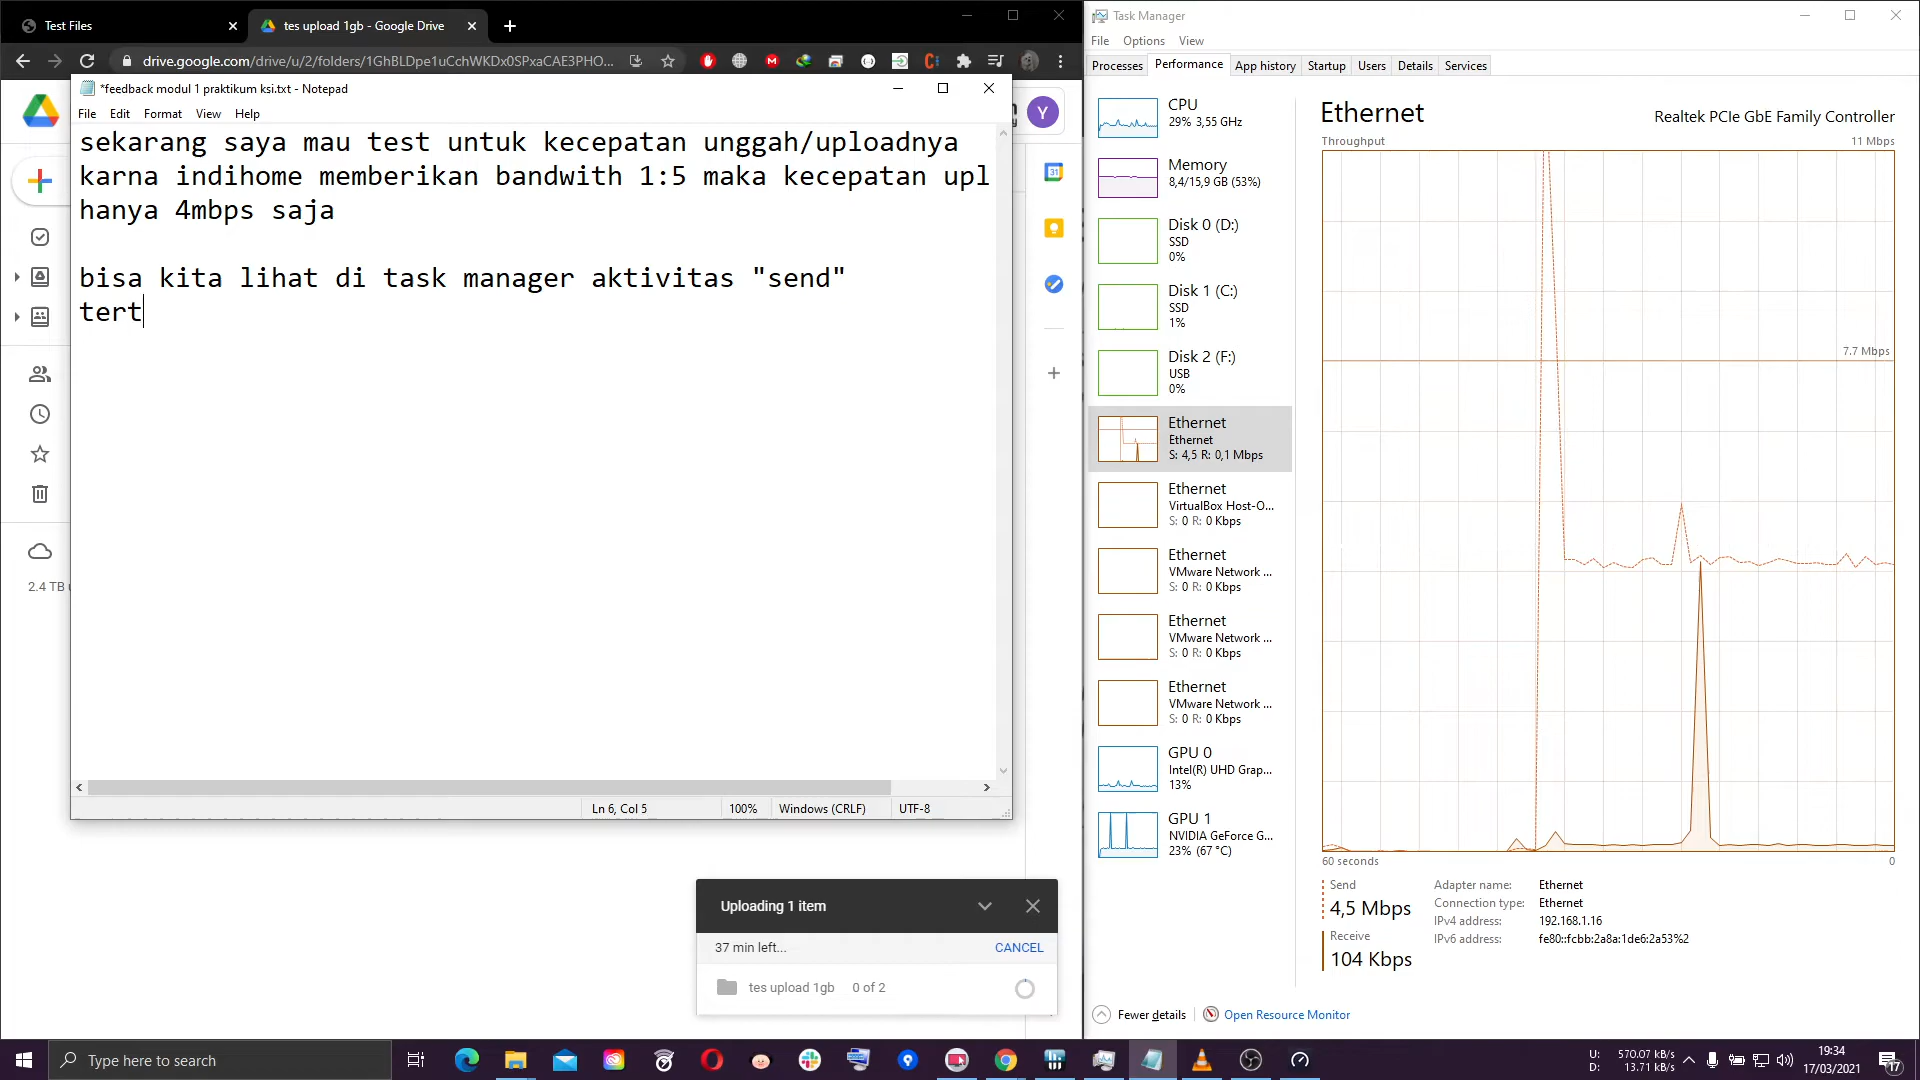 Test Files
tes upload 1gb - Google Drive
drive.google.com/drive/u/2/folders/1GhBLDpe1uCchWKDx0SPxaCAE3PHO...
*feedback modul 1 praktikum ksi.txt - Notepad
File Edit Format View Help
sekarang saya mau test untuk kecepatan unggah/uploadnya
karna indihome memberikan bandwith 1:5 maka kecepatan upl
hanya 4mbps saja
bisa kita lihat di task manager aktivitas "send"
tert
Ln 6, Col 5 100% Windows (CRLF) UTF-8
Y
31
2.4 TB
Uploading 1 item
37 min left...
CANCEL
tes upload 1gb 0 of 2
Task Manager
File Options View
Processes Performance App history Startup Users Details Services
CPU
29% 3,55 GHz
Memory
8,4/15,9 GB (53%)
Disk 0 (D:)
SSD
0%
Disk 1 (C:)
SSD
1%
Disk 2 (F:)
USB
0%
Ethernet
Ethernet
S: 4,5 R: 0,1 Mbps
Ethernet
VirtualBox Host-O...
S: 0 R: 0 Kbps
Ethernet
VMware Network ...
S: 0 R: 0 Kbps
Ethernet
VMware Network ...
S: 0 R: 0 Kbps
Ethernet
VMware Network ...
S: 0 R: 0 Kbps
GPU 0
Intel(R) UHD Grap...
13%
GPU 1
NVIDIA GeForce G...
23% (67 °C)
Ethernet
Realtek PCIe GbE Family Controller
Throughput
11 Mbps
7.7 Mbps
60 seconds
0
Send
4,5 Mbps
Receive
104 Kbps
Adapter name: Ethernet
Connection type: Ethernet
IPv4 address: 192.168.1.16
IPv6 address: fe80::fcbb:2a8a:1de6:2a53%2
Fewer details
Open Resource Monitor
Type here to search
U: 570.07 kB/s
D: 13.71 kB/s
19:34
17/03/2021
17